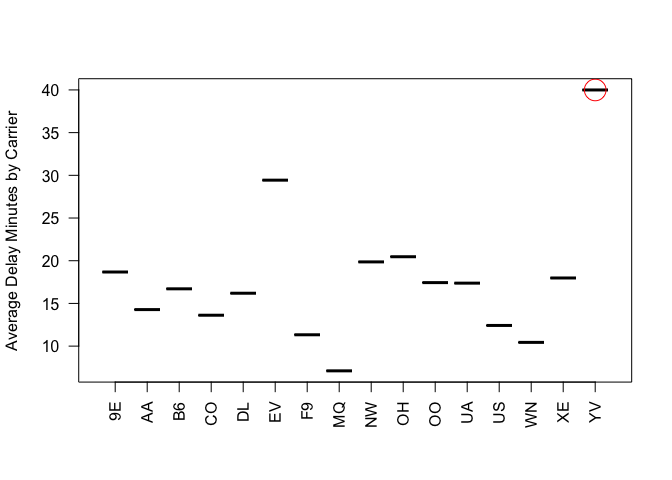 Average Delay Minutes by Carrier
40
35
30
25
20
15
10
9E
AA
B6
CO
DL
EV
F9
MQ
NW
OH
OO
UA
US
WN
XE
YV